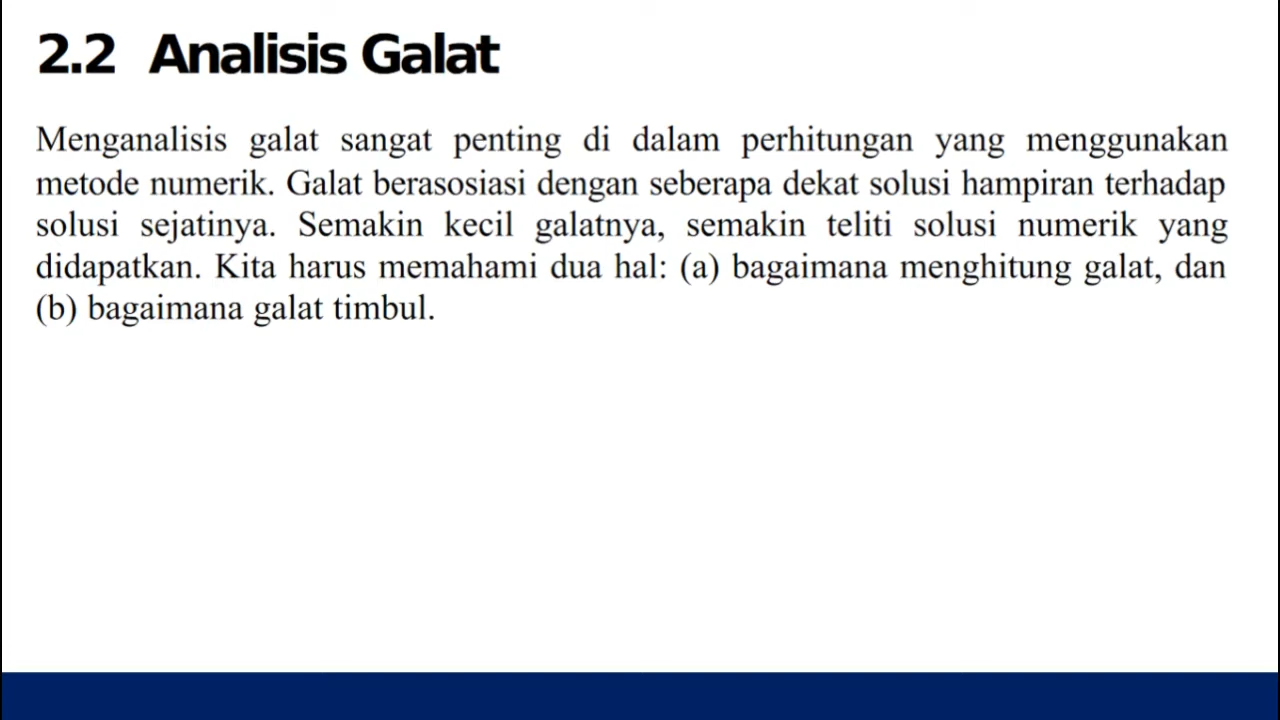 2.2 Analisis Galat
Menganalisis galat sangat penting di dalam perhitungan yang menggunakan
metode numerik. Galat berasosiasi dengan seberapa dekat solusi hampiran terhadap
solusi sejatinya. Semakin kecil galatnya, semakin teliti solusi numerik yang
didapatkan. Kita harus memahami dua hal: (a) bagaimana menghitung galat, dan
(b) bagaimana galat timbul.